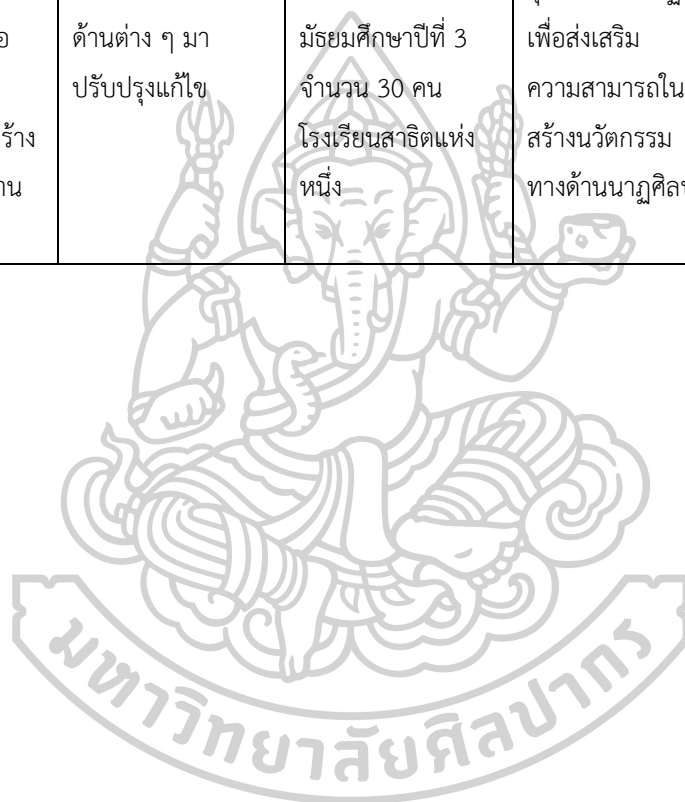 ด้านต่าง ๆ มา
ปรับปรุงแก้ไข
มัธยมศึกษาปีที่ 3
จำนวน 30 คน
โรงเรียนสาธิตแห่ง
หนึ่ง
เพื่อส่งเสริม
ความสามารถใน
สร้างนวัตกรรม
ทางด้านนาฏศิลป
มหาวิทยาลัยศิลปากร